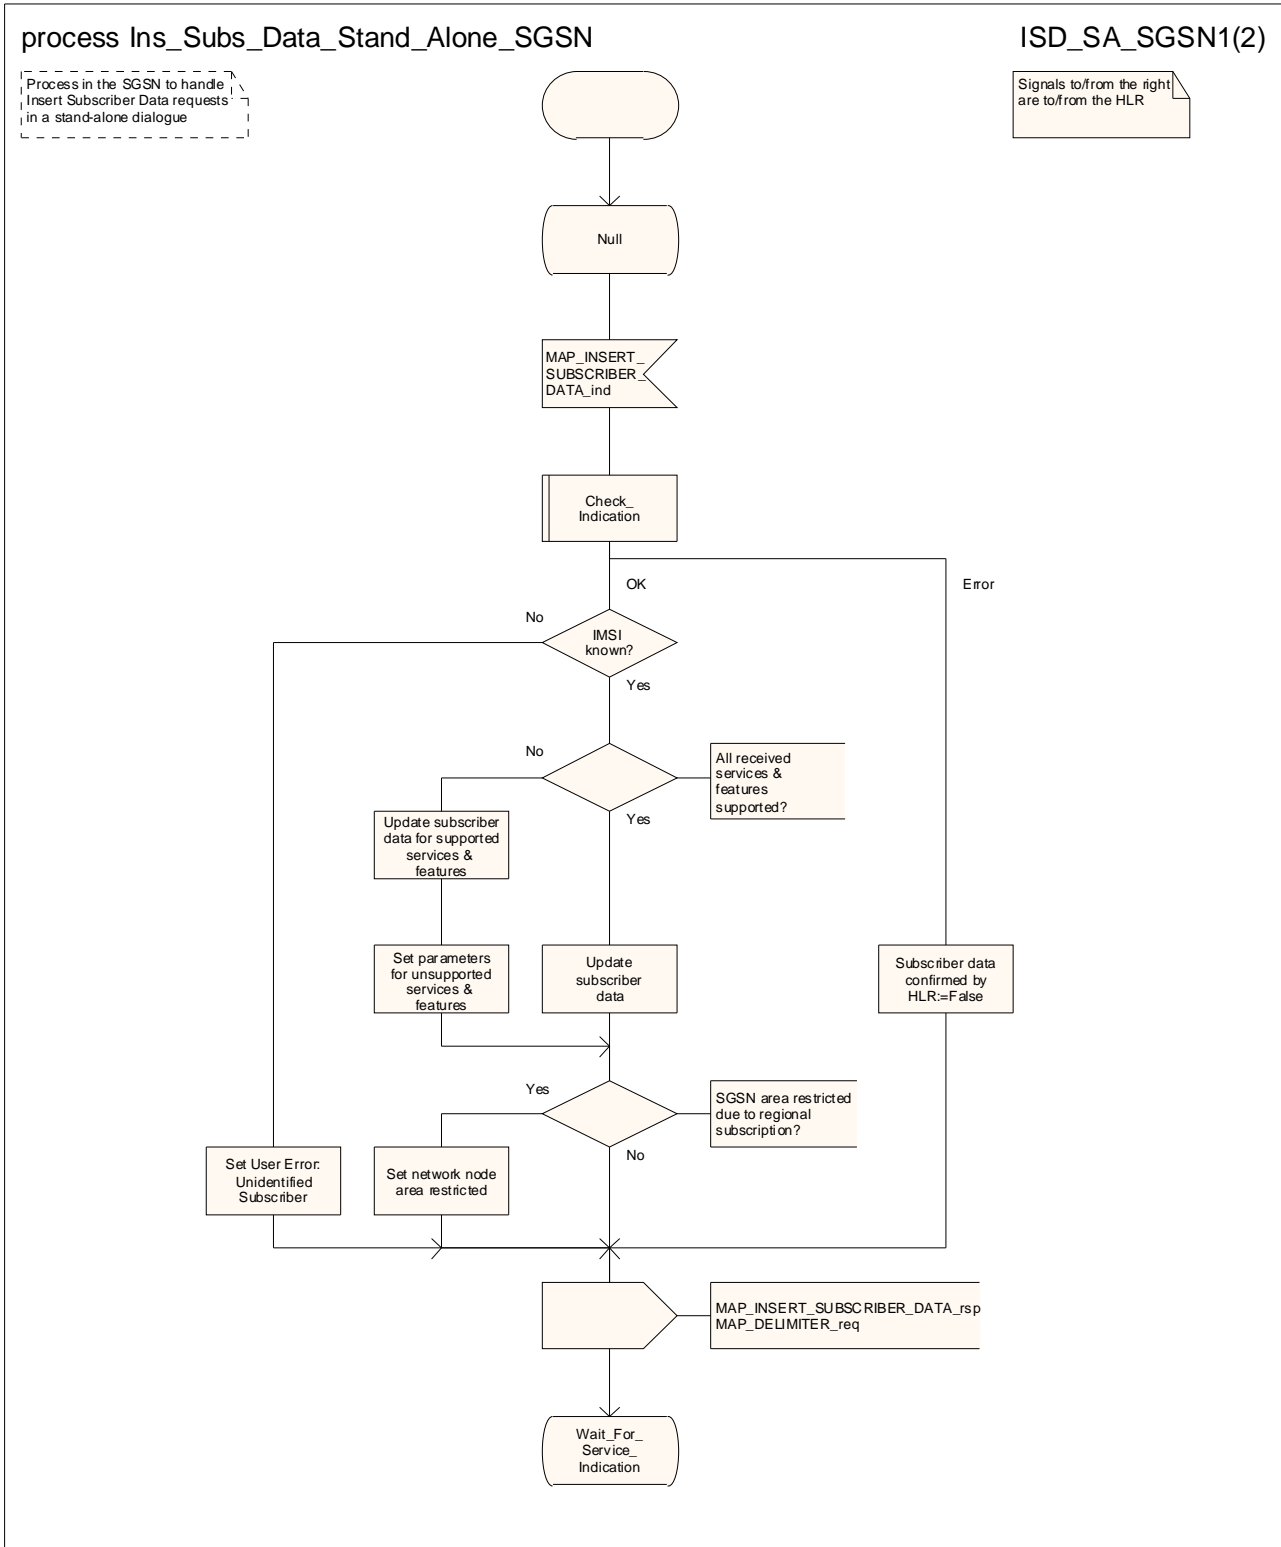 process Ins_Subs_Data_Stand_Alone_SGSN
ISD_SA_SGSN1(2)
Process in the SGSN to handle
Insert Subscriber Data requests
in a stand-alone dialogue
Signals to/from the right
are to/from the HLR
Null
MAP_INSERT_
SUBSCRIBER_
DATA_ind
Check_
Indication
OK
Error
No
IMSI
known?
Yes
No
All received
services &
features
supported?
Yes
Update subscriber
data for supported
services &
features
Set parameters
for unsupported
services &
features
Update
subscriber
data
Subscriber data
confirmed by
HLR:=False
Yes
SGSN area restricted
due to regional
subscription?
No
Set User Error:
Unidentified
Subscriber
Set network node
area restricted
MAP_INSERT_SUBSCRIBER_DATA_rsp
MAP_DELIMITER_req
Wait_For_
Service_
Indication